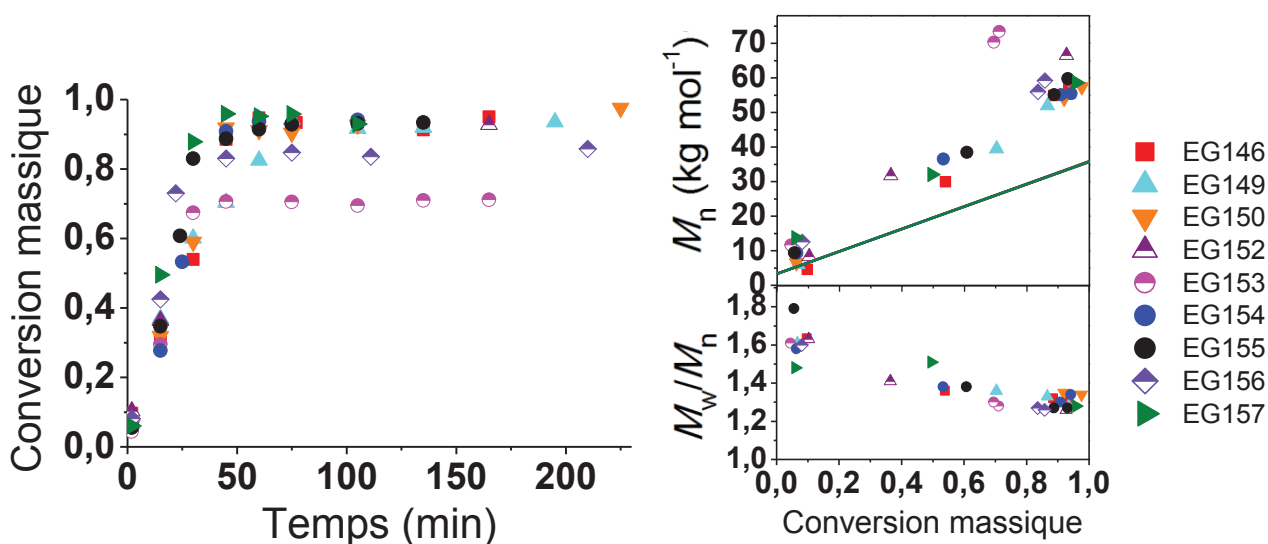 Conversion massique
1,0
0,8
0,6
0,4
0,2
0,0
0 50 100 150 200
Temps (min)
Mn (kg mol-1)
70
60
50
40
30
20
10
0
Mw/Mn
1,8
1,6
1,4
1,2
1,0
0,0 0,2 0,4 0,6 0,8 1,0
Conversion massique
EG146
EG149
EG150
EG152
EG153
EG154
EG155
EG156
EG157